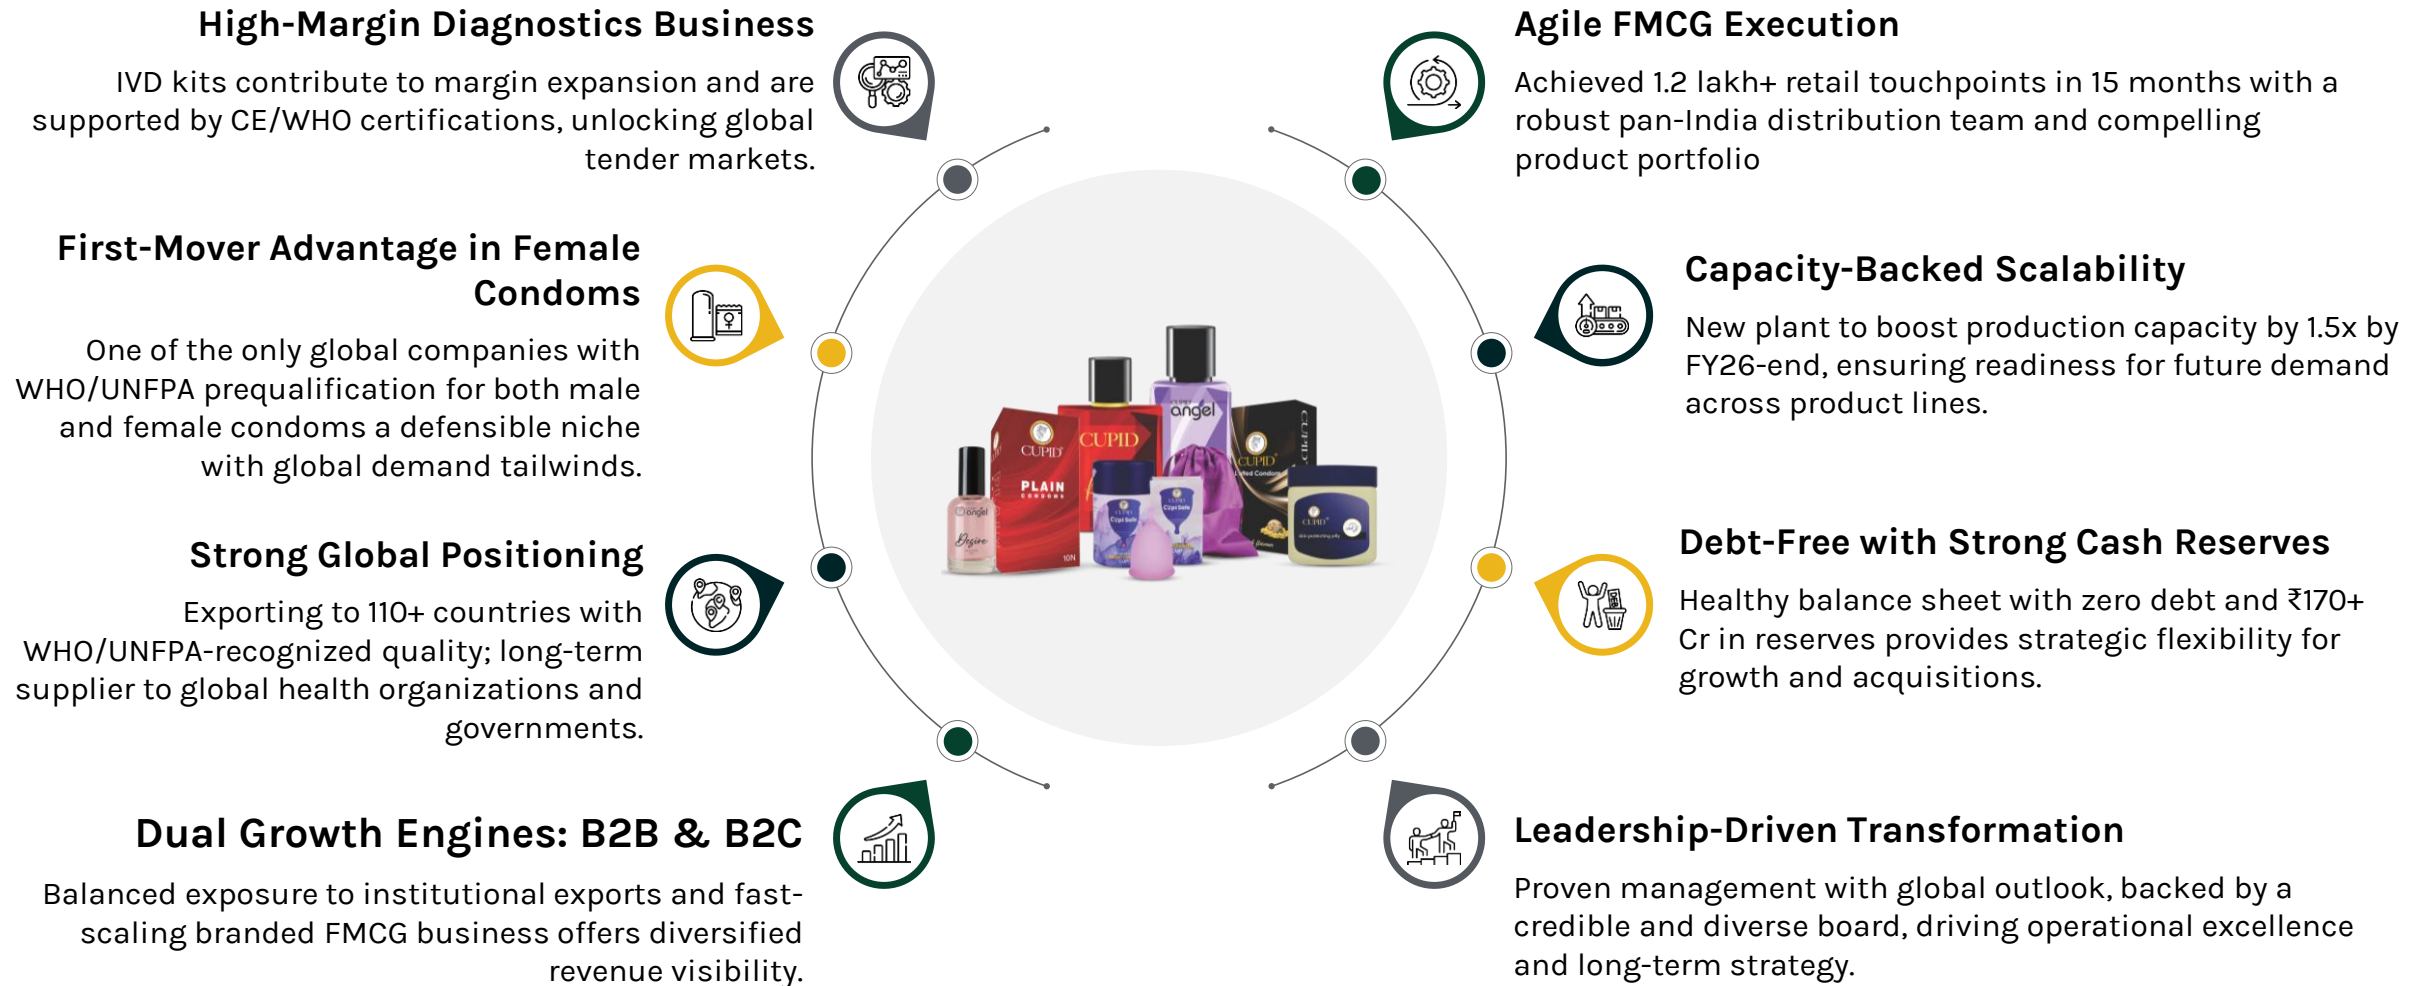 High-Margin Diagnostics Business
IVD kits contribute to margin expansion and are
supported by CE/WHO certifications, unlocking global
tender markets.
First-Mover Advantage in Female
Condoms
One of the only global companies with
WHO/UNFPA prequalification for both male
and female condoms a defensible niche
with global demand tailwinds.
Strong Global Positioning
Exporting to 110+ countries with
WHO/UNFPA-recognized quality; long-term
supplier to global health organizations and
governments.
Dual Growth Engines: B2B & B2C
Balanced exposure to institutional exports and fast-
scaling branded FMCG business offers diversified
revenue visibility.
angel
Desire
CUPID
PLAIN
CONDOMS
10N
CUPID
CUPID
angel
CUPID
CUPID
CUPID
Agile FMCG Execution
Achieved 1.2 lakh+ retail touchpoints in 15 months with a
robust pan-India distribution team and compelling
product portfolio
Capacity-Backed Scalability
New plant to boost production capacity by 1.5x by
FY26-end, ensuring readiness for future demand
across product lines.
Debt-Free with Strong Cash Reserves
Healthy balance sheet with zero debt and ₹170+
Cr in reserves provides strategic flexibility for
growth and acquisitions.
Leadership-Driven Transformation
Proven management with global outlook, backed by a
credible and diverse board, driving operational excellence
and long-term strategy.